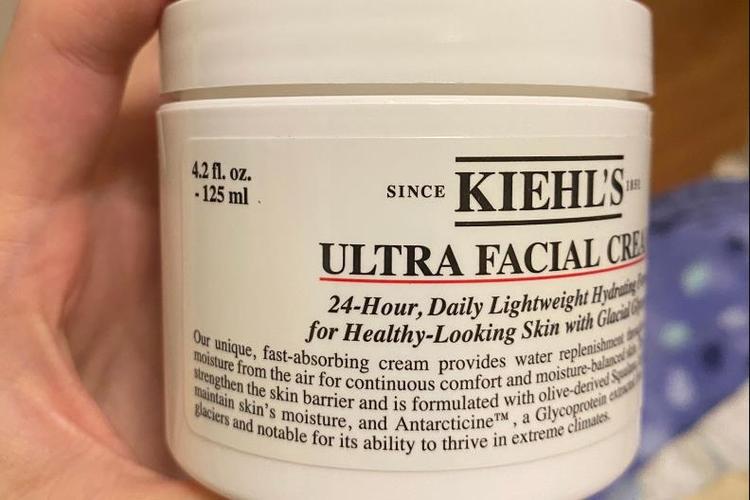 4.2 fl. oz.
- 125 ml
SINCE KIEHL'S 1851
ULTRA FACIAL CREA
24-Hour, Daily Lightweight Hydrating
for Healthy-Looking Skin with Glacial
Our unique, fast-absorbing cream provides water replenishment
moisture from the air for continuous comfort and moisture-balanced
strengthen the skin barrier and is formulated with olive-derived
maintain skin's moisture, and Antarcticine™, a Glycoprotein
glaciers and notable for its ability to thrive in extreme climates.